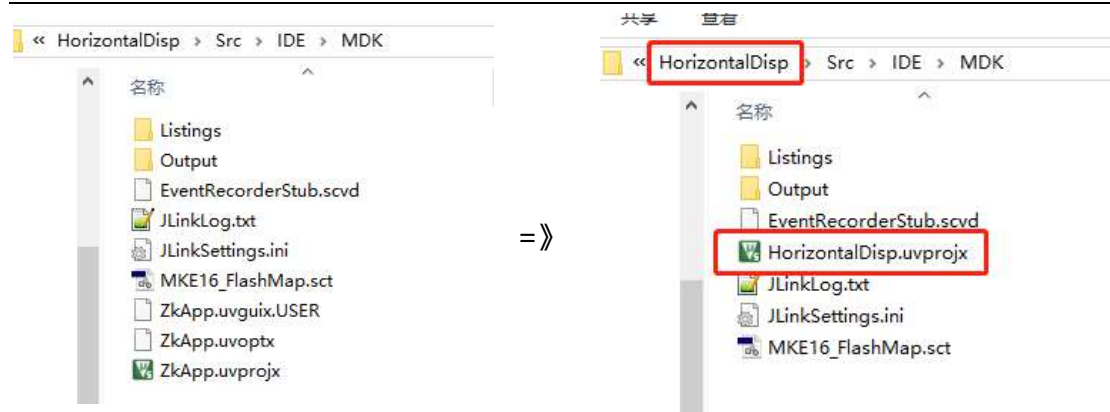 « HorizontalDisp › Src › IDE › MDK
名称
Listings
Output
EventRecorderStub.scvd
JLinkLog.txt
JLinkSettings.ini
MKE16_FlashMap.sct
ZkApp.uvguix.USER
ZkApp.uvoptx
ZkApp.uvprojx
=》
共享 查看
« HorizontalDisp › Src › IDE › MDK
名称
Listings
Output
EventRecorderStub.scvd
HorizontalDisp.uvprojx
JLinkLog.txt
JLinkSettings.ini
MKE16_FlashMap.sct